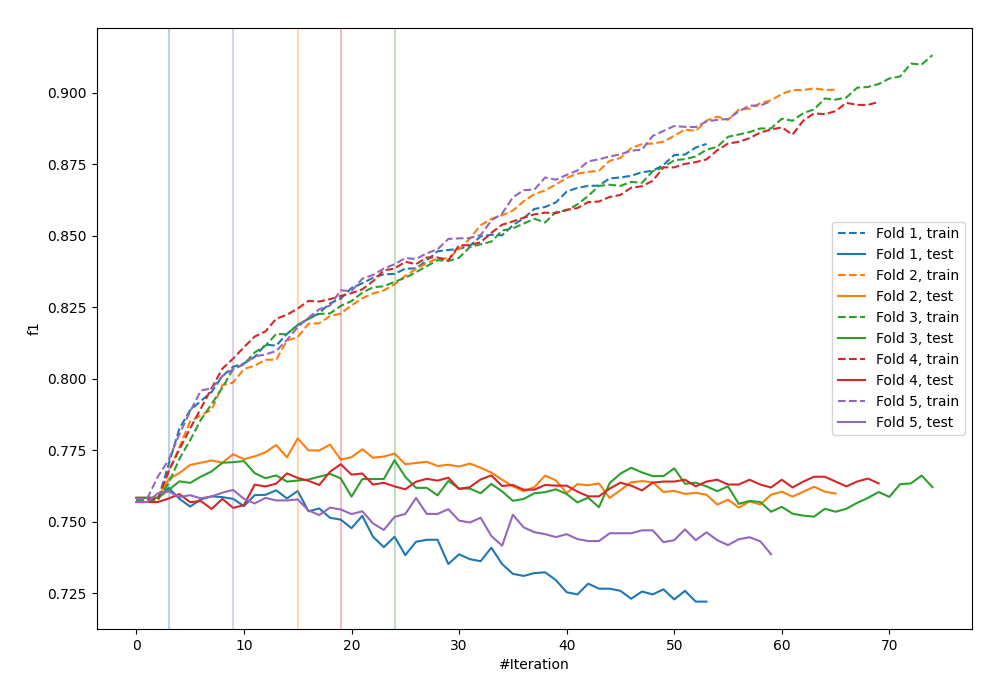 0.900
0.875
0.850
0.825
0.800
0.775
0.750
0.725
f1
0 10 20 30 40 50 60 70
#Iteration
Fold 1, train
Fold 1, test
Fold 2, train
Fold 2, test
Fold 3, train
Fold 3, test
Fold 4, train
Fold 4, test
Fold 5, train
Fold 5, test